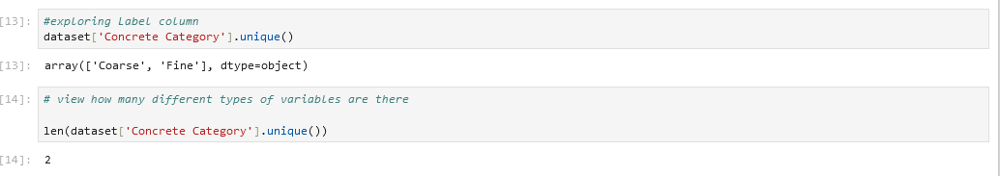 [13]: #exploring Label column
dataset['Concrete Category'].unique()
[13]: array(['Coarse', 'Fine'], dtype=object)
[14]: # view how many different types of variables are there
len(dataset['Concrete Category'].unique())
[14]: 2